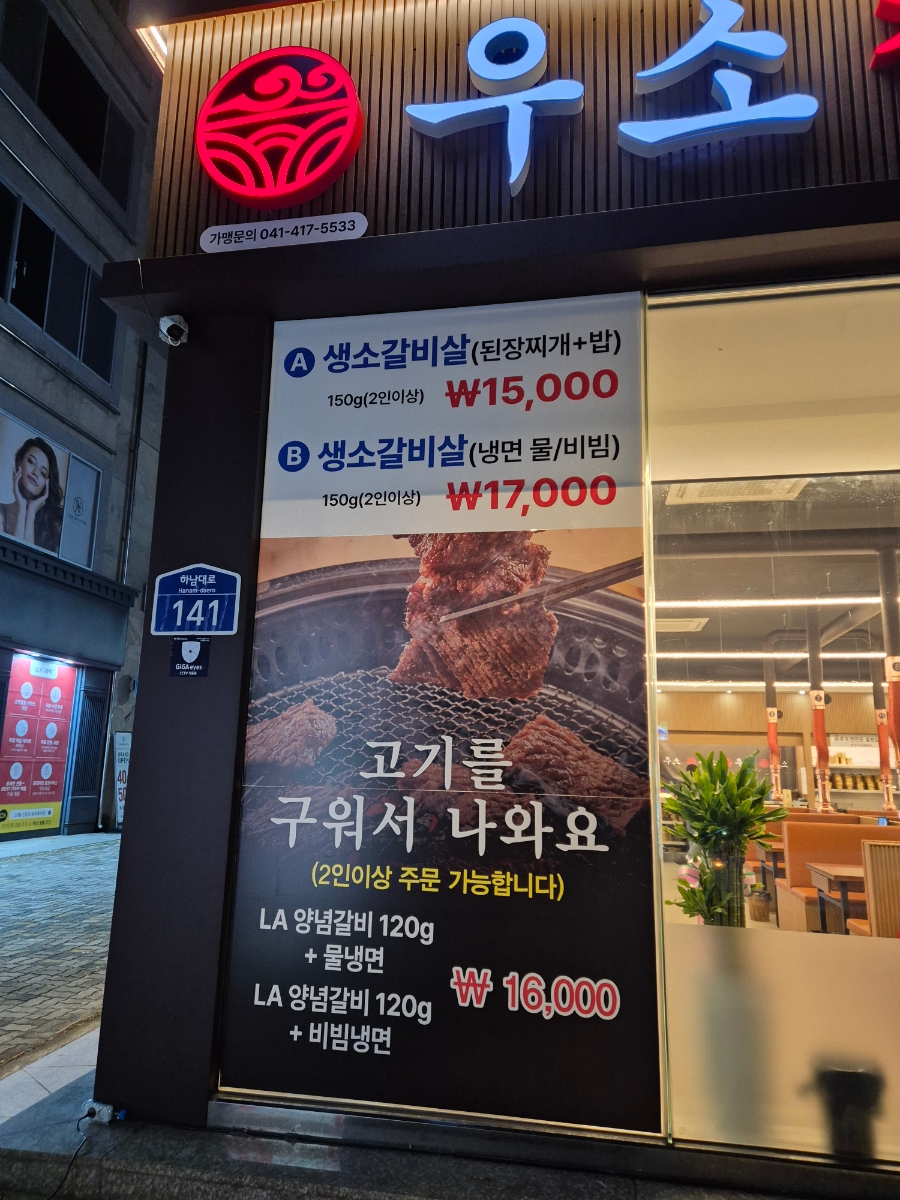 우소
가맹문의 041-417-5533
A 생소갈비살(된장찌개+밥)
150g(2인이상) ₩15,000
B 생소갈비살(냉면 물/비빔)
150g(2인이상) ₩17,000
하남대로
Hanam-daero
141
GiGAeyes
고기를
구워서 나와요
(2인이상 주문 가능합니다)
LA 양념갈비 120g
+ 물냉면
LA 양념갈비 120g
+ 비빔냉면
₩ 16,000